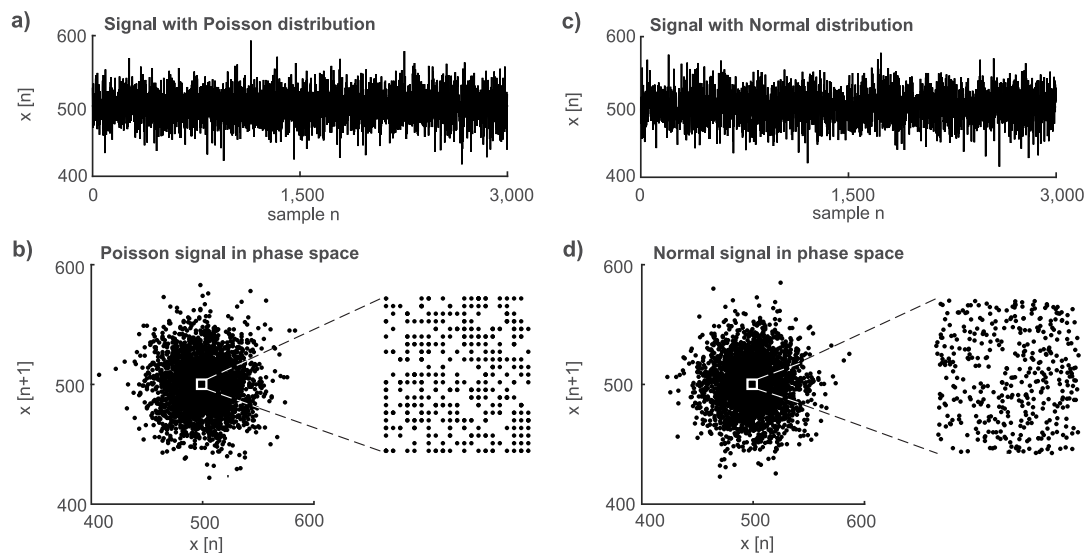 a) Signal with Poisson distribution
600
500
400
x [n]
0 1,500 3,000
sample n
c) Signal with Normal distribution
600
500
400
x [n]
0 1,500 3,000
sample n
b) Poisson signal in phase space
600
500
400
x [n+1]
400 500 600
x [n]
d) Normal signal in phase space
600
500
400
x [n+1]
400 500 600
x [n]